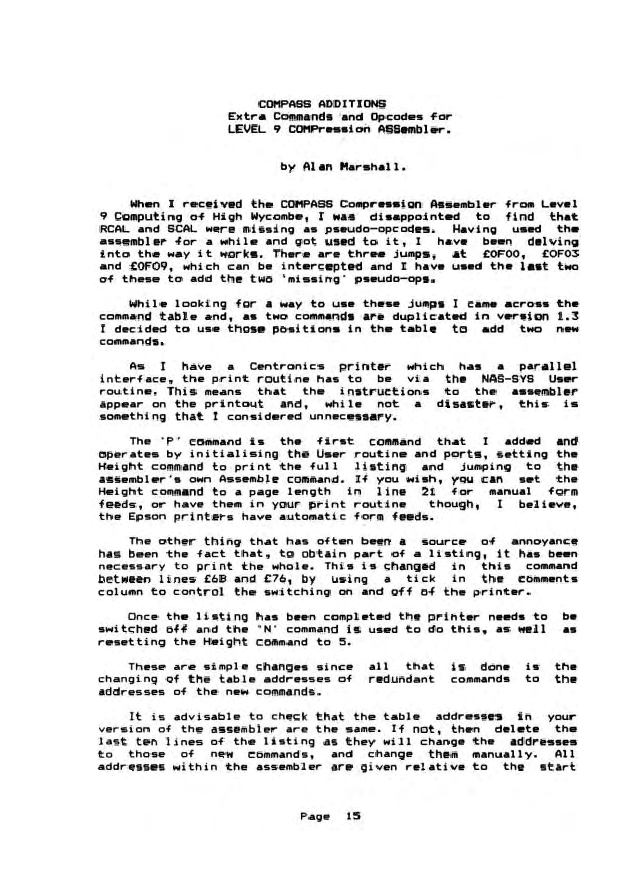 COMPASS ADDITIONS
Extra Commands and Opcodes for
LEVEL 9 COMPression ASSembler.
by Alan Marshall.
When I received the COMPASS Compression Assembler from Level
9 Computing of High Wycombe, I was disappointed to find that
RCAL and SCAL were missing as pseudo-opcodes. Having used the
assembler for a while and got used to it, I have been delving
into the way it works. There are three jumps, at £0F00, £0F03
and £0F09, which can be intercepted and I have used the last two
of these to add the two 'missing' pseudo-ops.
While looking for a way to use these jumps I came across the
command table and, as two commands are duplicated in version 1.3
I decided to use those positions in the table to add two new
commands.
As I have a Centronics printer which has a parallel
interface, the print routine has to be via the NAS-SYS User
routine. This means that the instructions to the assembler
appear on the printout and, while not a disaster, this is
something that I considered unnecessary.
The 'P' command is the first command that I added and
operates by initialising the User routine and ports, setting the
Height command to print the full listing and jumping to the
assembler's own Assemble command. If you wish, you can set the
Height command to a page length in line 21 for manual form
feeds, or have them in your print routine though, I believe,
the Epson printers have automatic form feeds.
The other thing that has often been a source of annoyance
has been the fact that, to obtain part of a listing, it has been
necessary to print the whole. This is changed in this command
between lines £6B and £76, by using a tick in the comments
column to control the switching on and off of the printer.
Once the listing has been completed the printer needs to be
switched off and the 'N' command is used to do this, as well as
resetting the Height command to 5.
These are simple changes since all that is done is the
changing of the table addresses of redundant commands to the
addresses of the new commands.
It is advisable to check that the table addresses in your
version of the assembler are the same. If not, then delete the
last ten lines of the listing as they will change the addresses
to those of new commands, and change them manually. All
addresses within the assembler are given relative to the start
Page 15